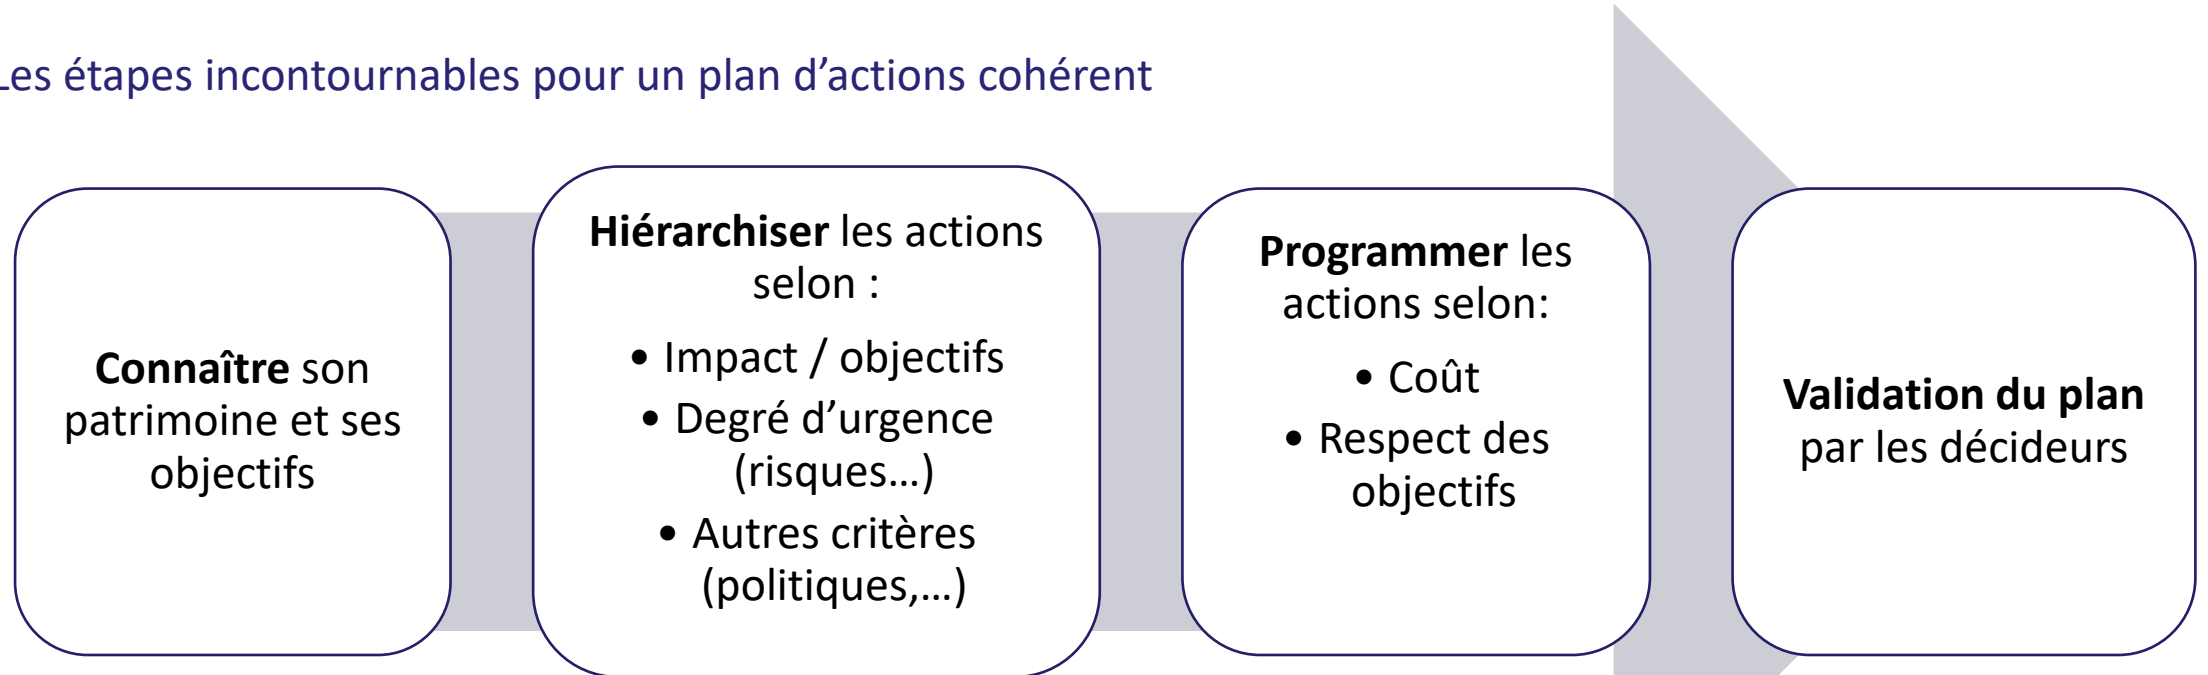 Les étapes incontournables pour un plan d’actions cohérent
Connaître son
patrimoine et ses
objectifs
Hiérarchiser les actions
selon :
• Impact / objectifs
• Degré d’urgence
(risques…)
• Autres critères
(politiques,…)
Programmer les
actions selon:
• Coût
• Respect des
objectifs
Validation du plan
par les décideurs